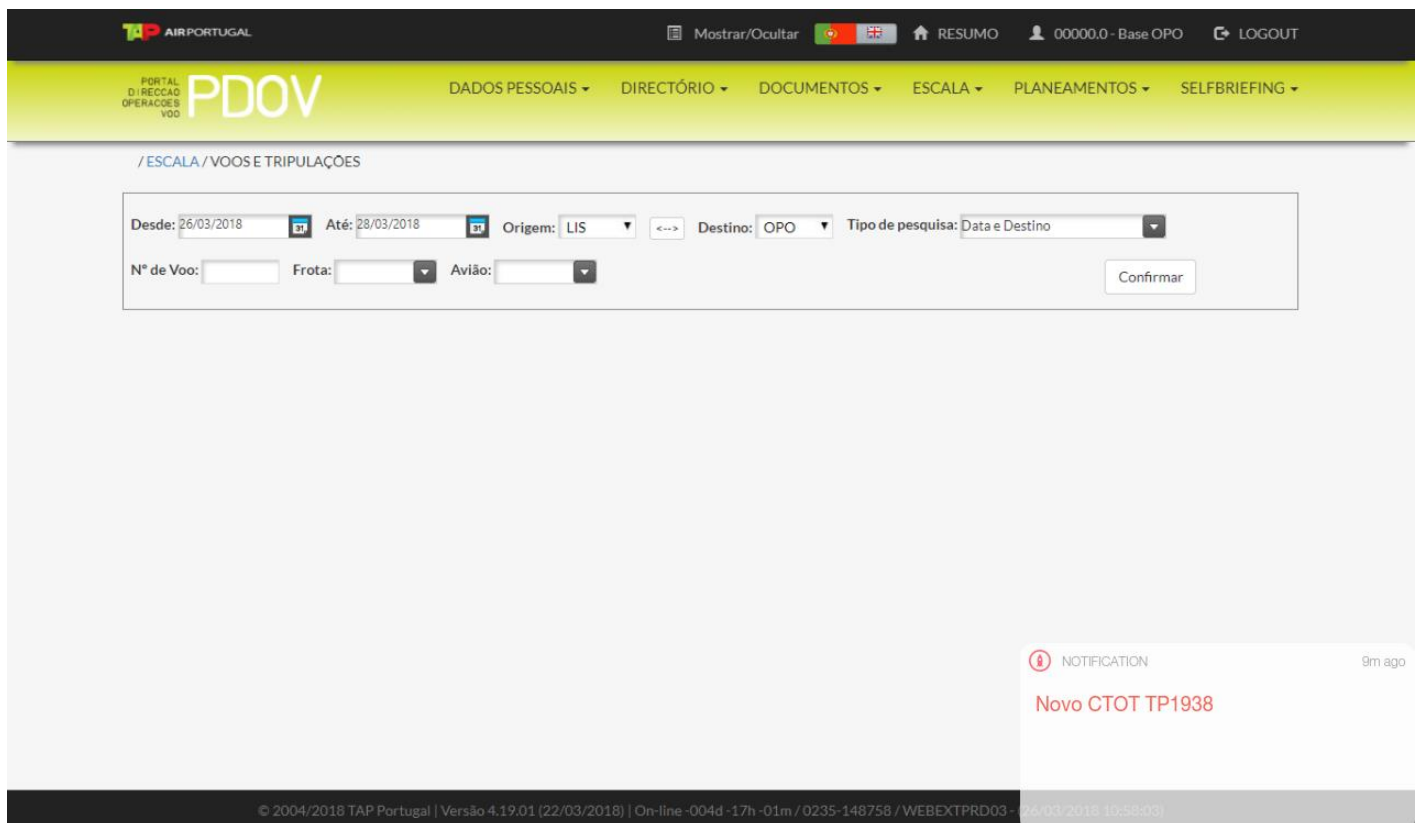 TAP AIRPORTUGAL
Mostrar/Ocultar RESUMO 00000.0 - Base OPO LOGOUT
PORTAL
DIRECCAO
OPERACOES
VOO
PDOV
DADOS PESSOAIS DIRECTÓRIO DOCUMENTOS ESCALA PLANEAMENTOS SELFBRIEFING
/ ESCALA / VOOS E TRIPULAÇÕES
Desde: 26/03/2018 31 Até: 28/03/2018 31 Origem: LIS <--> Destino: OPO Tipo de pesquisa: Data e Destino
Nº de Voo: Frota: Avião: Confirmar
NOTIFICATION 9m ago
Novo CTOT TP1938
© 2004/2018 TAP Portugal | Versão 4.19.01 (22/03/2018) | On-line -004d -17h -01m / 0235-148758 / WEBEXTPRD03 - (26/03/2018 10:58:03)